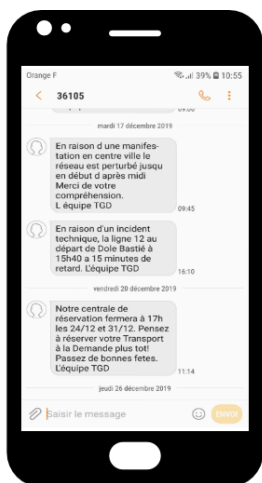 Orange F 39% 10:55
36105
09:00
mardi 17 décembre 2019
En raison d une manifes-
tation en centre ville le
réseau est perturbé jusqu
en début d après midi
Merci de votre
compréhension.
L équipe TGD
09:45
En raison d'un incident
technique, la ligne 12 au
départ de Dole Bastié à
15h40 a 15 minutes de
retard. L'équipe TGD
16:10
vendredi 20 décembre 2019
Notre centrale de
réservation fermera à 17h
les 24/12 et 31/12. Pensez
à réserver votre Transport
à la Demande plus tot!
Passez de bonnes fetes.
L'équipe TGD
11:14
jeudi 26 décembre 2019
Saisir le message ENVOI